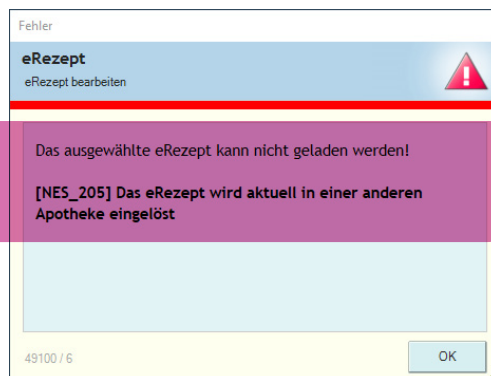 Fehler
eRezept
eRezept bearbeiten
Das ausgewählte eRezept kann nicht geladen werden!
[NES_205] Das eRezept wird aktuell in einer anderen
Apotheke eingelöst
49100 / 6
OK